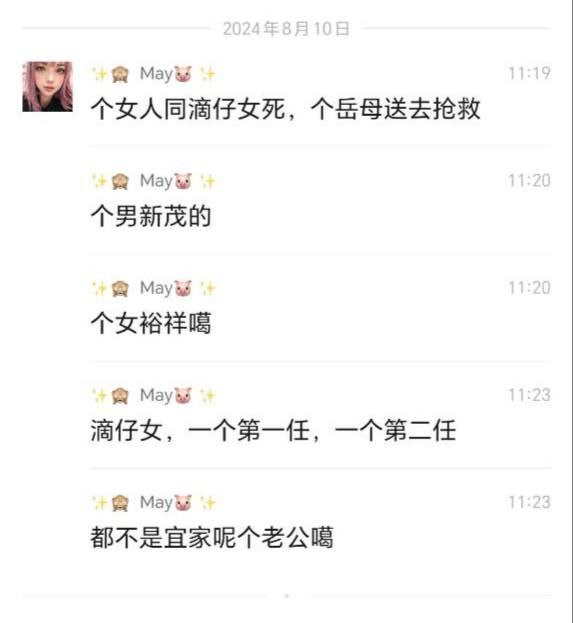 2024年8月10日
✨🙈 May🐷 ✨ 11:19
个女人同滴仔女死，个岳母送去抢救
✨🙈 May🐷 ✨ 11:20
个男新茂的
✨🙈 May🐷 ✨ 11:20
个女裕祥噶
✨🙈 May🐷 ✨ 11:23
滴仔女，一个第一任，一个第二任
✨🙈 May🐷 ✨ 11:23
都不是宜家呢个老公噶